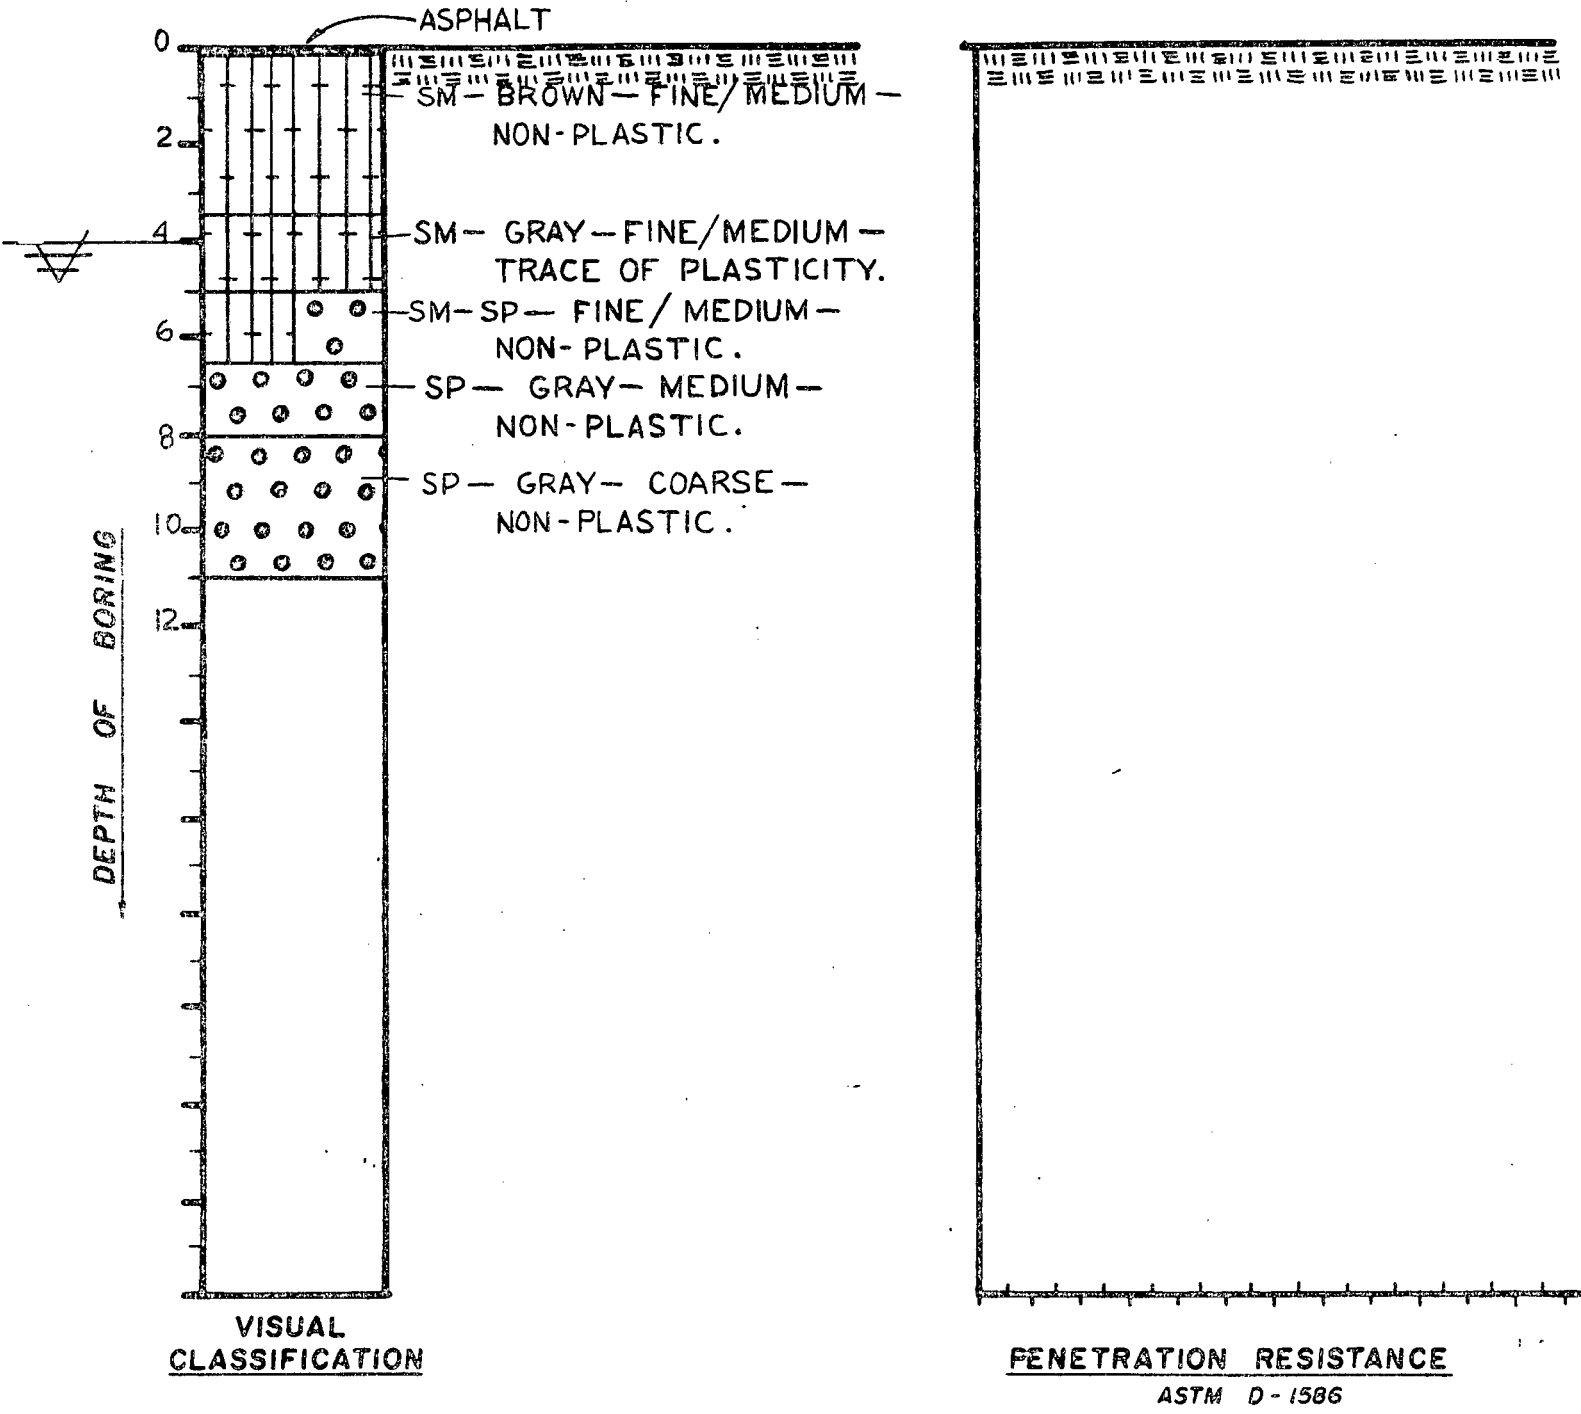 ASPHALT
0
SM - BROWN - FINE/MEDIUM -
NON-PLASTIC.
2
4
SM - GRAY - FINE/MEDIUM -
TRACE OF PLASTICITY.
SM-SP - FINE/MEDIUM -
NON-PLASTIC.
6
SP - GRAY - MEDIUM -
NON-PLASTIC.
8
SP - GRAY - COARSE -
NON-PLASTIC.
10
12
DEPTH OF BORING
VISUAL
CLASSIFICATION
PENETRATION RESISTANCE
ASTM D-1586